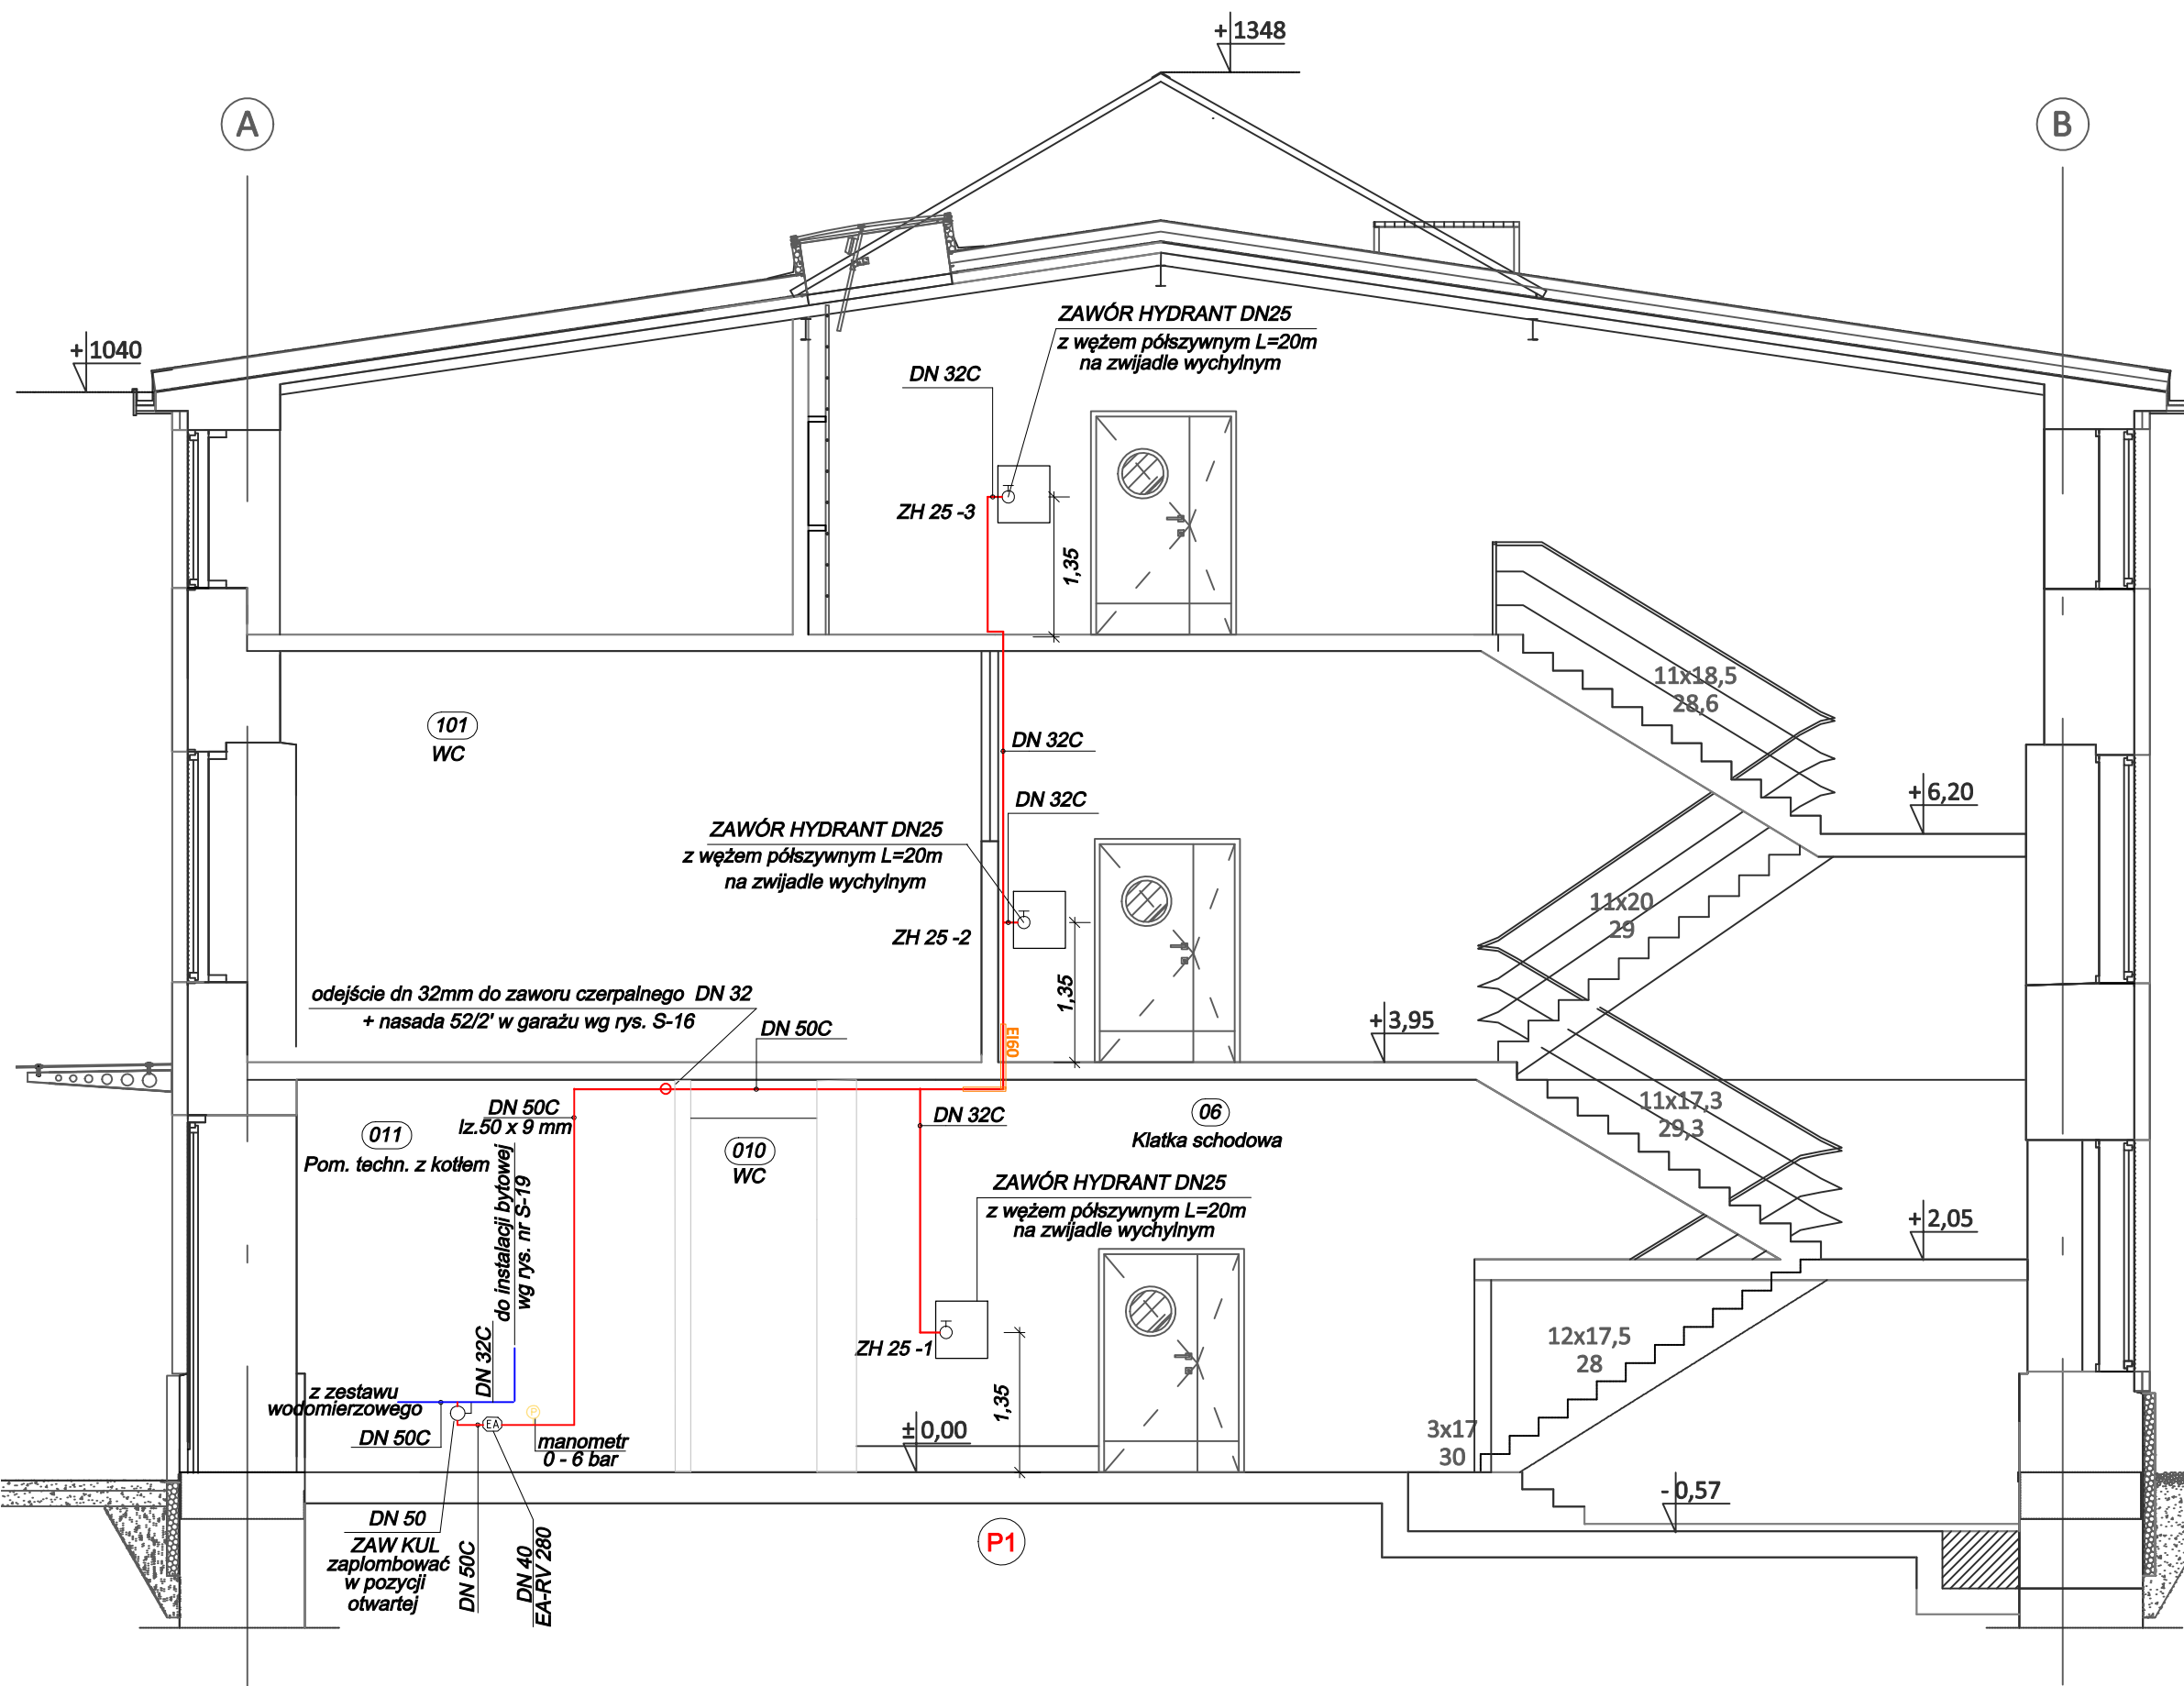 +1348
A
B
ZAWÓR HYDRANT DN25
z wężem półszywnym L=20m
na zwijadle wychylnym
+1040
DN 32C
ZH 25 -3
1,35
11x18,5
28,6
101
WC
DN 32C
DN 32C
+6,20
ZAWÓR HYDRANT DN25
z wężem półszywnym L=20m
na zwijadle wychylnym
11x20
29
ZH 25 -2
1,35
odejście dn 32mm do zaworu czerpalnego DN 32
+ nasada 52/2' w garażu wg rys. S-16
DN 50C
EI60
+3,95
DN 50C
Iz.50 x 9 mm
DN 32C
06
Klatka schodowa
11x17,3
29,3
011
Pom. techn. z kotłem
010
WC
do instalacji bytowej
wg rys. nr S-19
ZAWÓR HYDRANT DN25
z wężem półszywnym L=20m
na zwijadle wychylnym
+2,05
ZH 25 -1
1,35
12x17,5
28
DN 32C
z zestawu
wodomierzowego
DN 50C
EA
P
manometr
0 - 6 bar
±0,00
3x17
30
-0,57
DN 50
ZAW KUL
zaplombować
w pozycji
otwartej
DN 50C
DN 40
EA-RV 280
P1